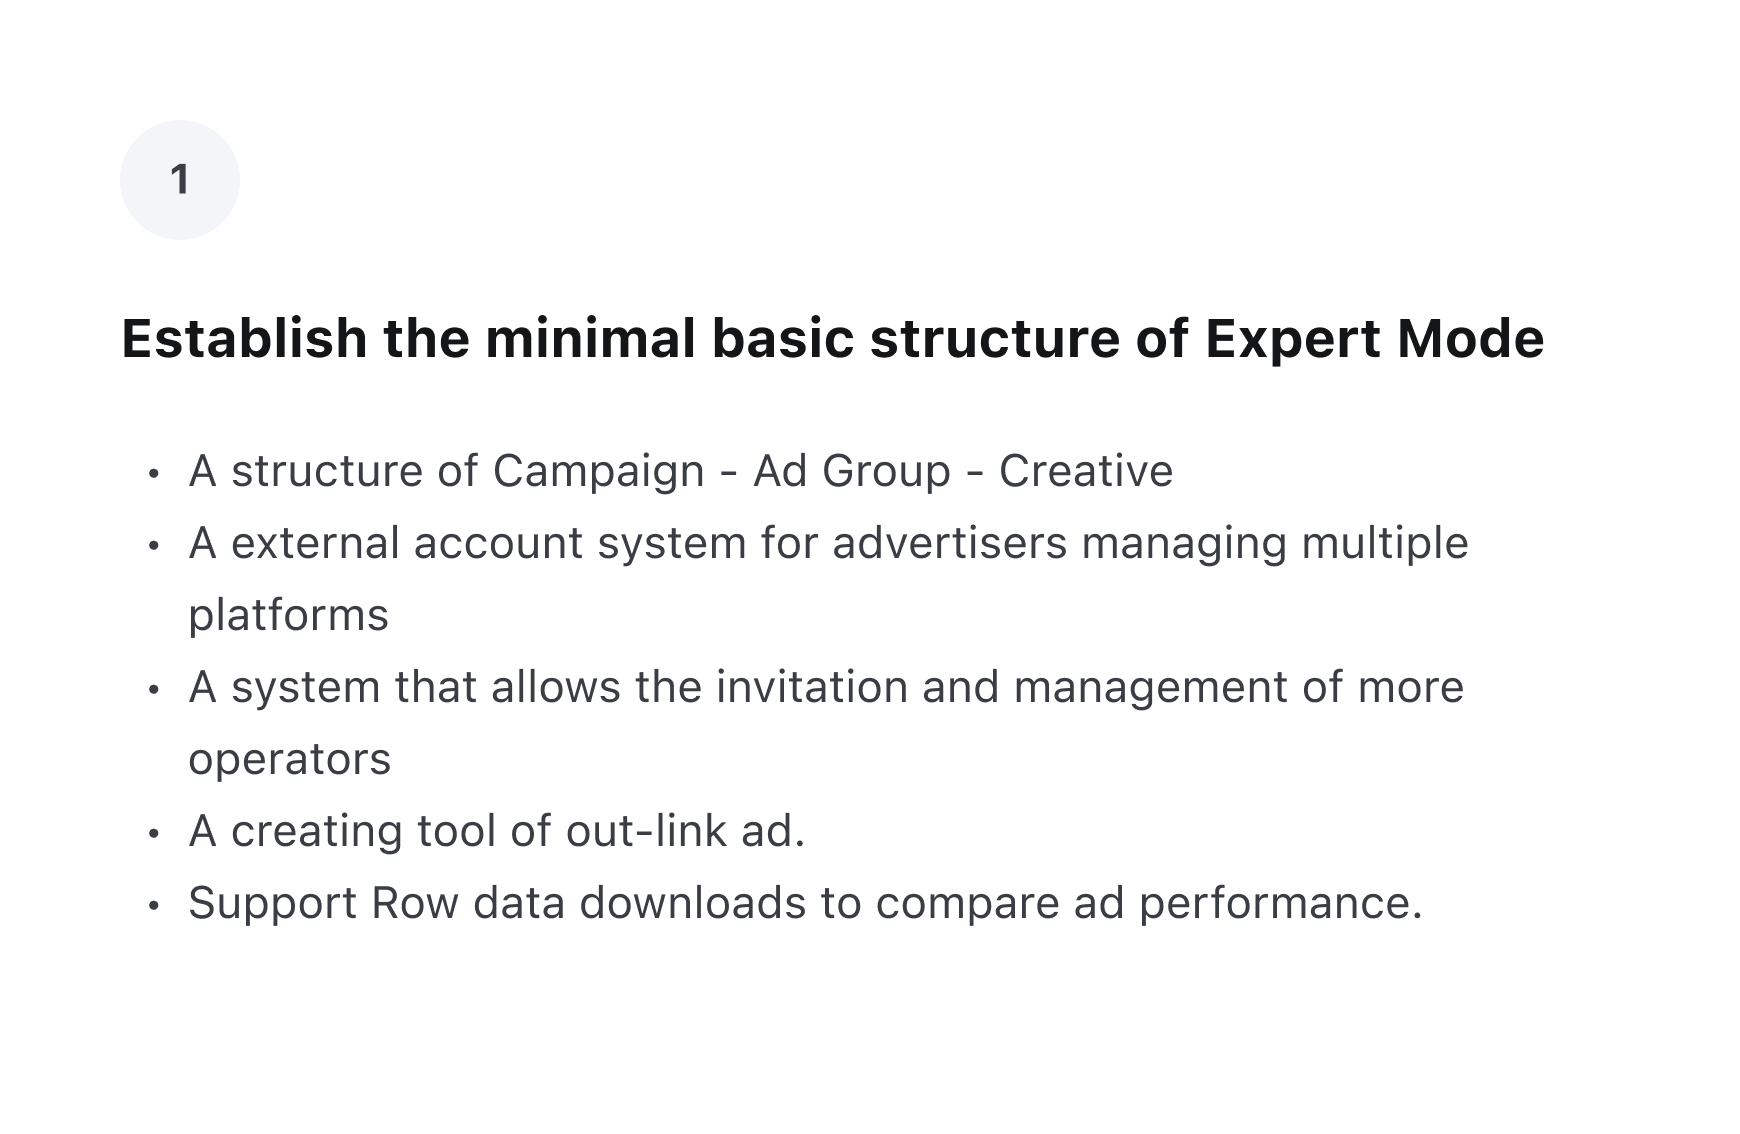 1
Establish the minimal basic structure of Expert Mode
• A structure of Campaign - Ad Group - Creative
• A external account system for advertisers managing multiple
platforms
• A system that allows the invitation and management of more
operators
• A creating tool of out-link ad.
• Support Row data downloads to compare ad performance.